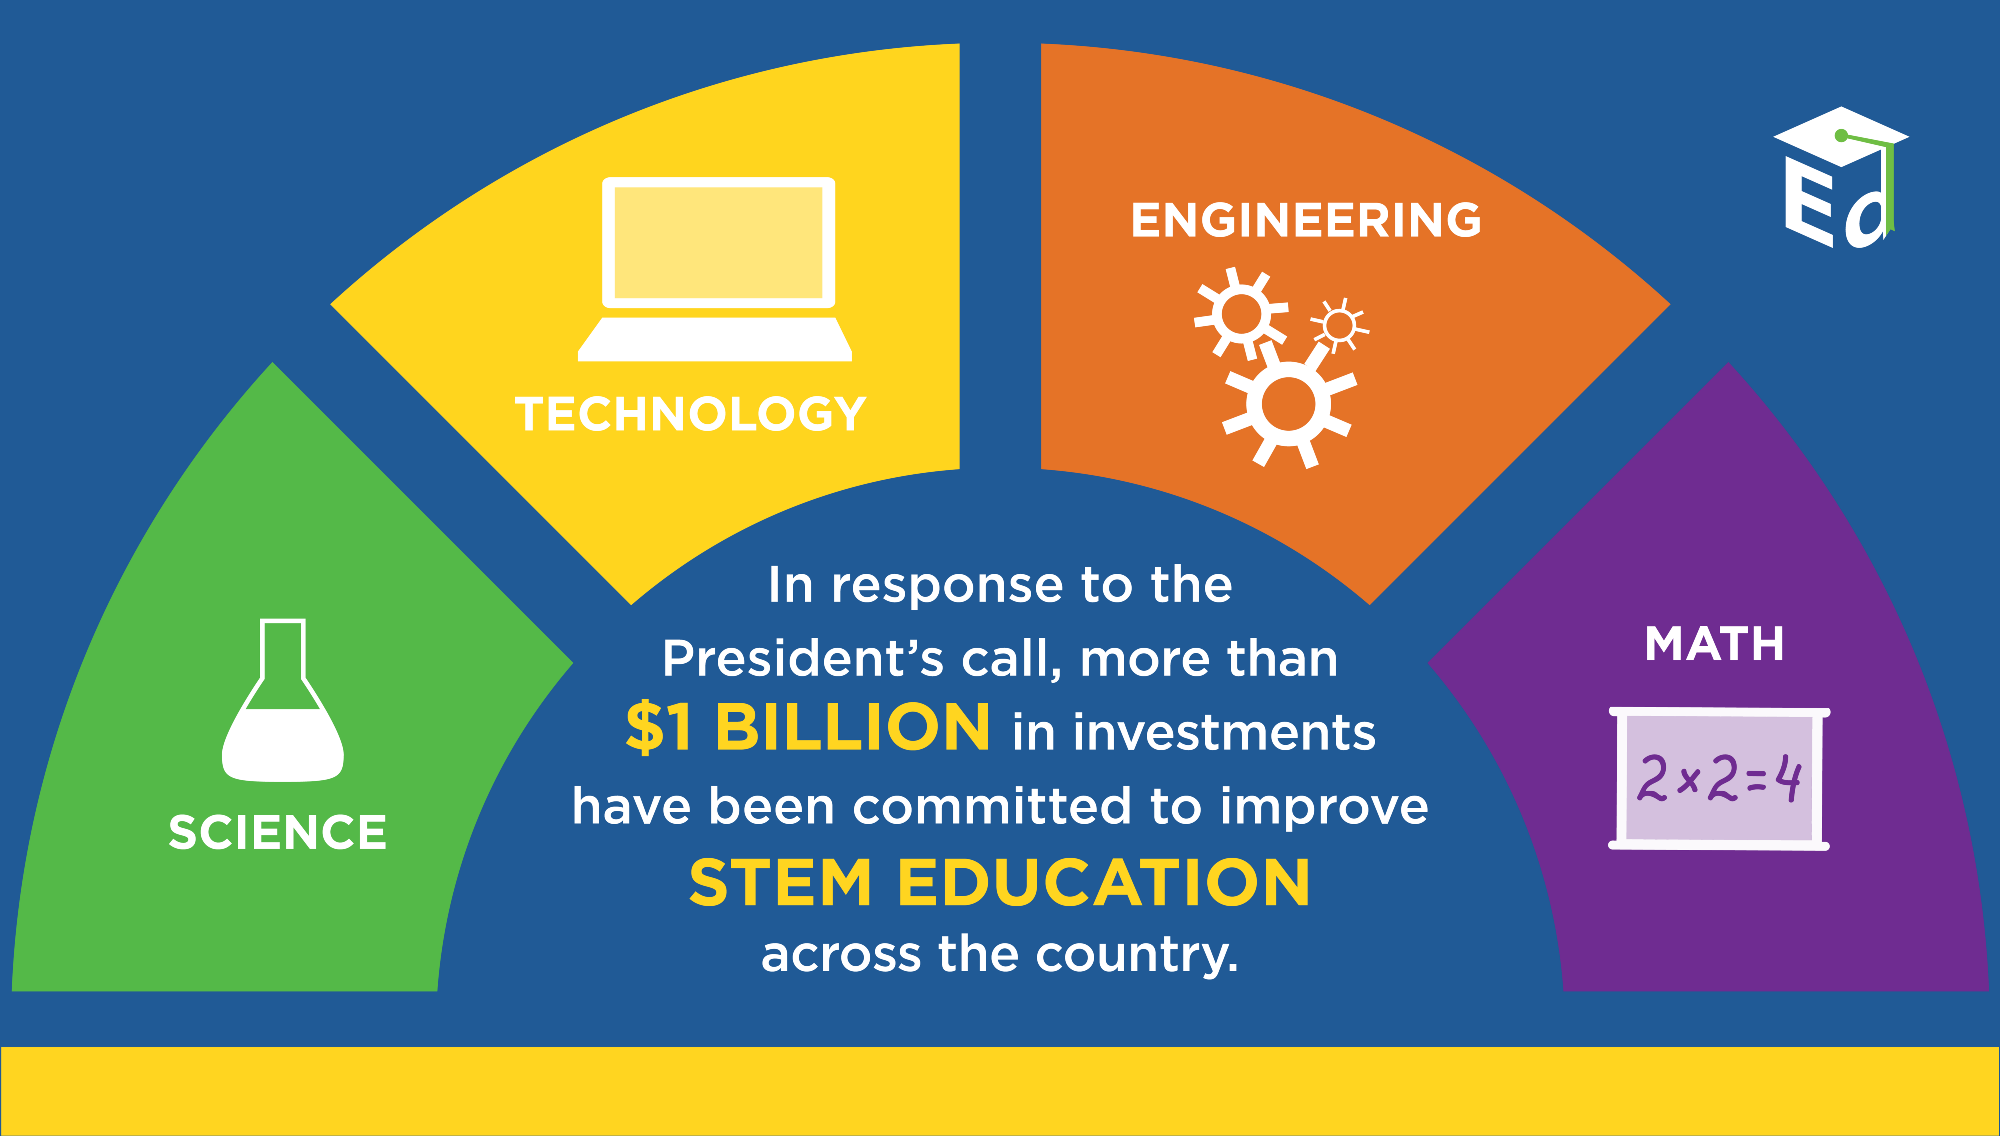 ENGINEERING
Ed
TECHNOLOGY
SCIENCE
MATH
2×2=4
In response to the
President’s call, more than
$1 BILLION in investments
have been committed to improve
STEM EDUCATION
across the country.